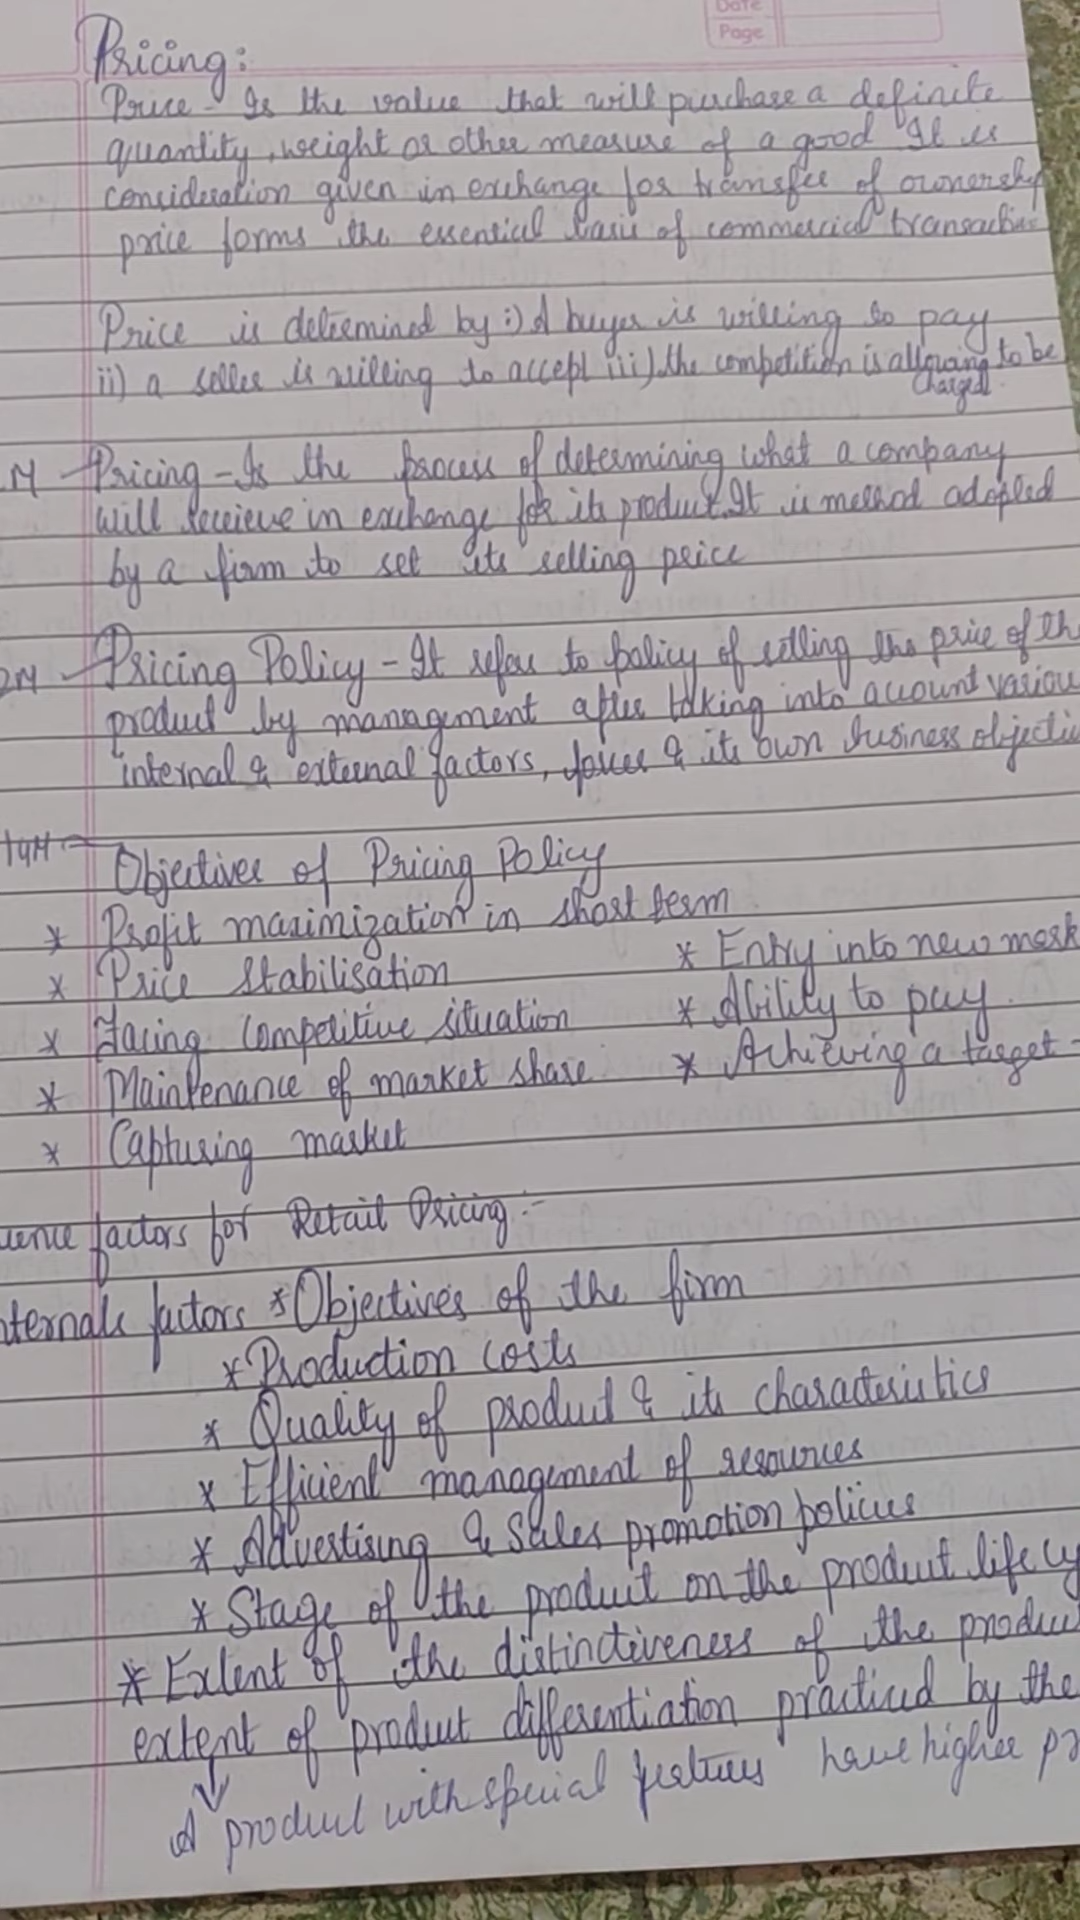 Date
Page
Pricing:
Price - Is the value that will purchase a definite
quantity, weight or other measure of a good It is
consideration given in exchange for transfer of ownership
price forms the essential basis of commercial transaction
Price is determined by i) A buyer is willing to pay
ii) a seller is willing to accept iii) the competition is allowing to be
charged.
M Pricing - Is the process of determining what a company
will receieve in exchange for its product. It is method adopted
by a firm to set its selling price
2M Pricing Policy - It refers to policy of setting the price of th
product by management after taking into account variou
internal & external factors, forces & its own business objectiv
14M Objectives of Pricing Policy
* Profit maximization in short term
* Price Stabilisation * Entry into new mark
* Facing Competitive situation * Ability to pay.
* Maintenance of market share * Achieving a target -
* Capturing market
uence factors for Retail Pricing :-
nternals factors * Objectives of the firm
* Production costs
* Quality of product & its characteristics
* Efficient management of resources
* Advertising & Sales promotion policies
* Stage of the product on the product life cy
* Extent of the distinctiveness of the produc
extent of product differentiation practiced by the
A product with special features have higher pr